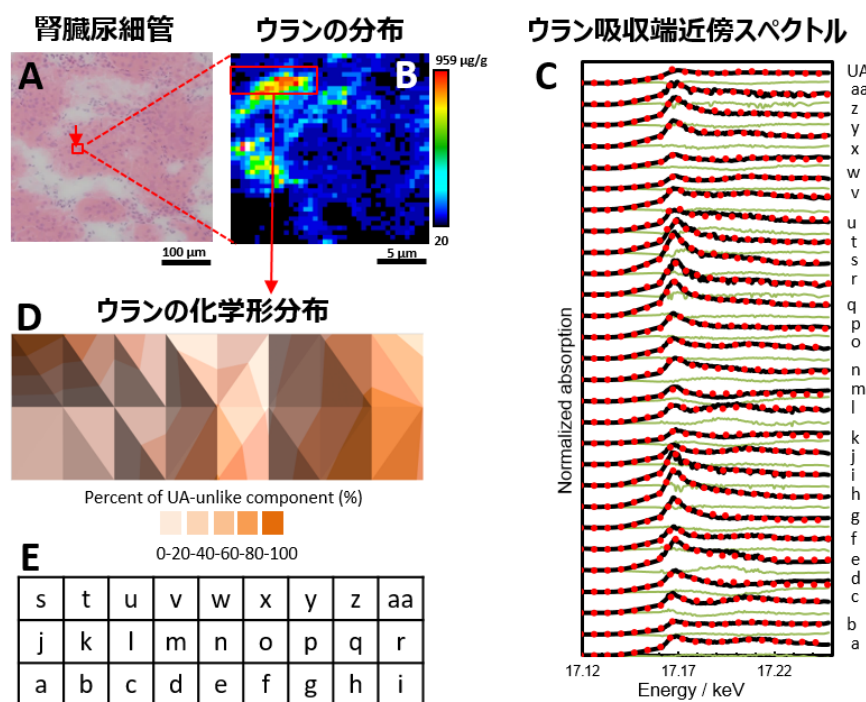 腎臓尿細管
ウランの分布
ウラン吸収端近傍スペクトル
A
B
C
959 µg/g
20
100 µm
5 µm
D
ウランの化学形分布
Percent of UA-unlike component (%)
0-20-40-60-80-100
E
s t u v w x y z aa
j k l m n o p q r
a b c d e f g h i
Normalized absorption
UA
aa
z
y
x
w
v
u
t
s
r
q
p
o
n
m
l
k
j
i
h
g
f
e
d
c
b
a
17.12 17.17 17.22
Energy / keV